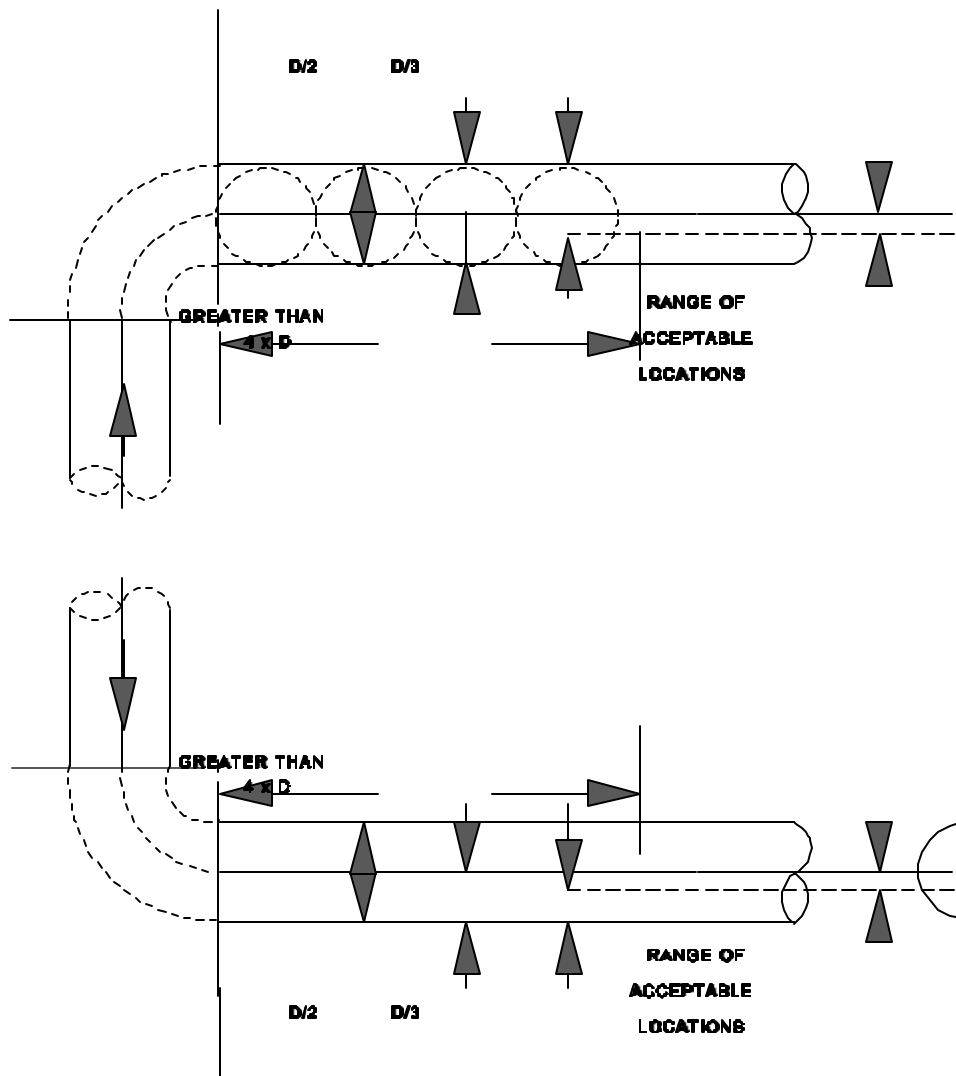 D/2 D/3
GREATER THAN
4 x D
RANGE OF
ACCEPTABLE
LOCATIONS
GREATER THAN
4 x D
RANGE OF
ACCEPTABLE
LOCATIONS
D/2 D/3